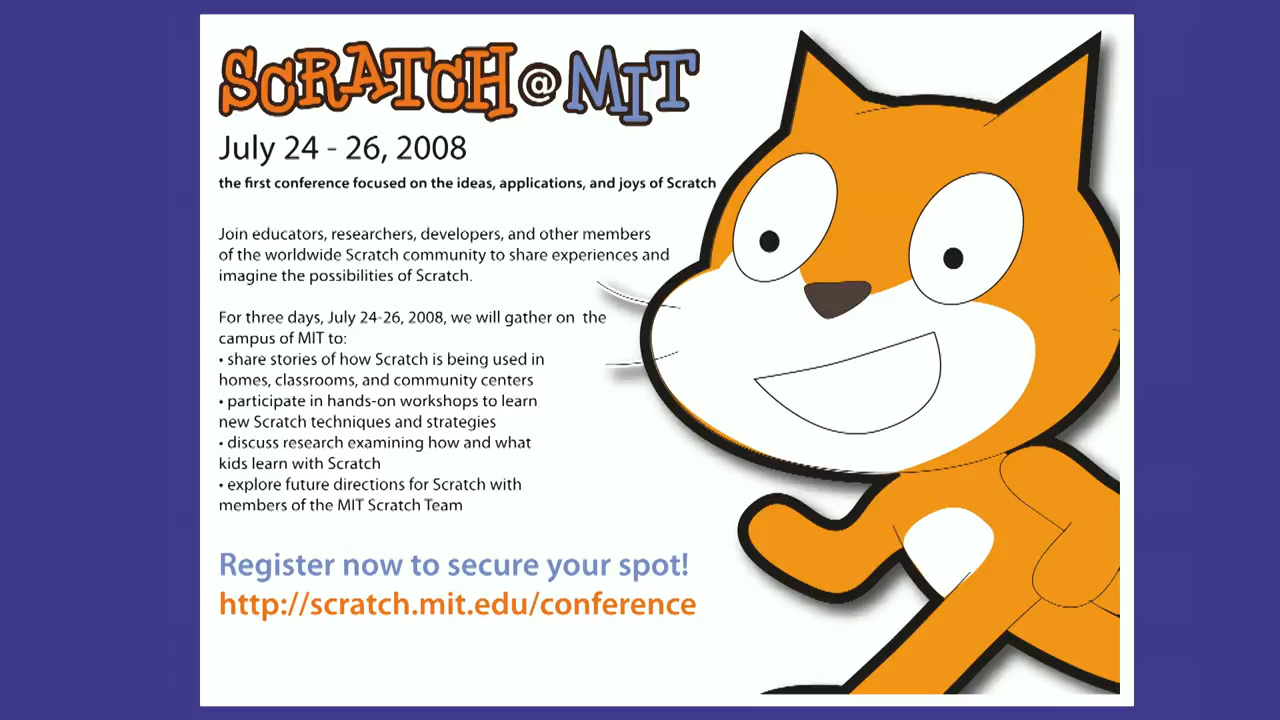 SCRATCH@MIT
July 24 - 26, 2008
the first conference focused on the ideas, applications, and joys of Scratch
Join educators, researchers, developers, and other members
of the worldwide Scratch community to share experiences and
imagine the possibilities of Scratch.
For three days, July 24-26, 2008, we will gather on the
campus of MIT to:
• share stories of how Scratch is being used in
homes, classrooms, and community centers
• participate in hands-on workshops to learn
new Scratch techniques and strategies
• discuss research examining how and what
kids learn with Scratch
• explore future directions for Scratch with
members of the MIT Scratch Team
Register now to secure your spot!
http://scratch.mit.edu/conference